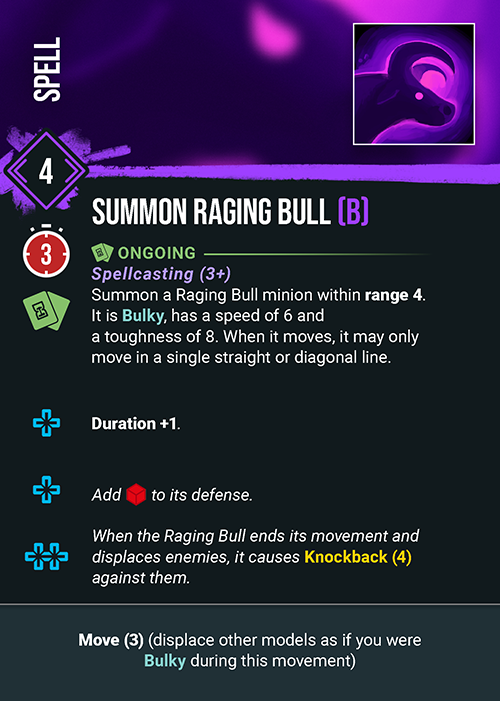 SPELL
4
SUMMON RAGING BULL (B)
3
ONGOING
Spellcasting (3+)
Summon a Raging Bull minion within range 4.
It is Bulky, has a speed of 6 and
a toughness of 8. When it moves, it may only
move in a single straight or diagonal line.
Duration +1.
Add to its defense.
When the Raging Bull ends its movement and
displaces enemies, it causes Knockback (4)
against them.
Move (3) (displace other models as if you were
Bulky during this movement)